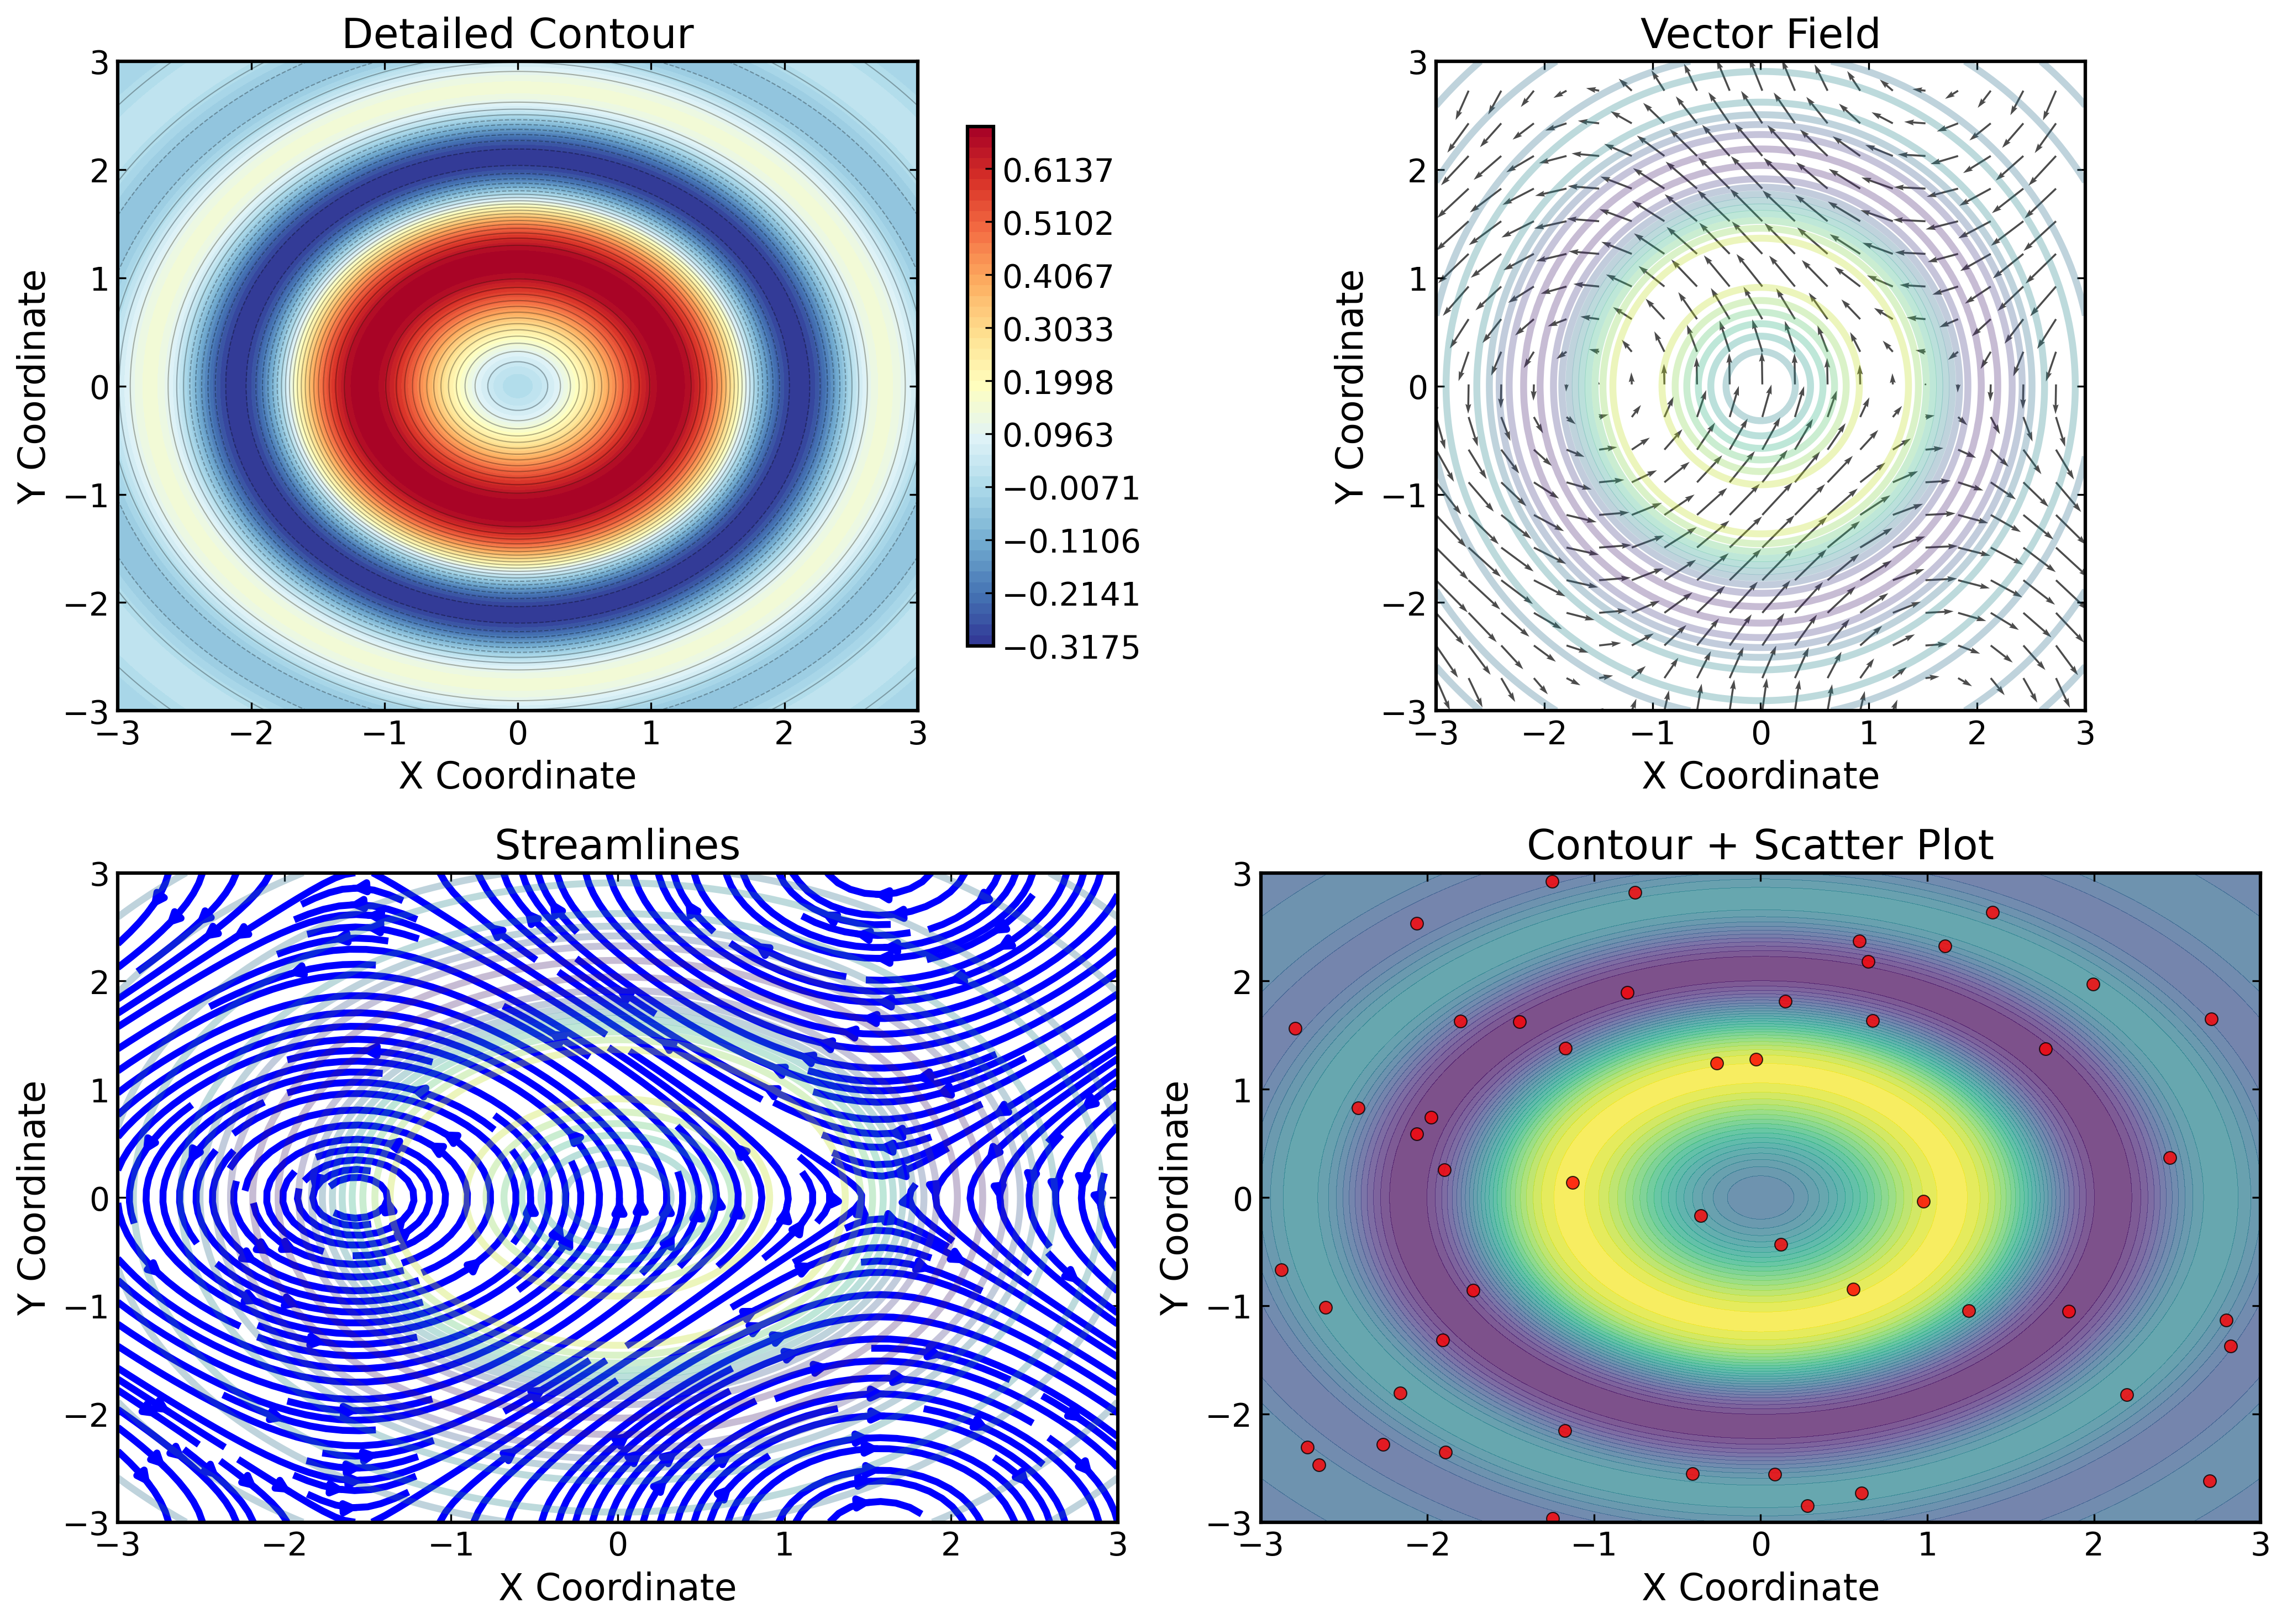 Detailed Contour
3
2
1
0
−1
−2
−3
Y Coordinate
−3 −2 −1 0 1 2 3
X Coordinate
0.6137
0.5102
0.4067
0.3033
0.1998
0.0963
−0.0071
−0.1106
−0.2141
−0.3175
Vector Field
3
2
1
0
−1
−2
−3
Y Coordinate
−3 −2 −1 0 1 2 3
X Coordinate
Streamlines
3
2
1
0
−1
−2
−3
Y Coordinate
−3 −2 −1 0 1 2 3
X Coordinate
Contour + Scatter Plot
3
2
1
0
−1
−2
−3
Y Coordinate
−3 −2 −1 0 1 2 3
X Coordinate